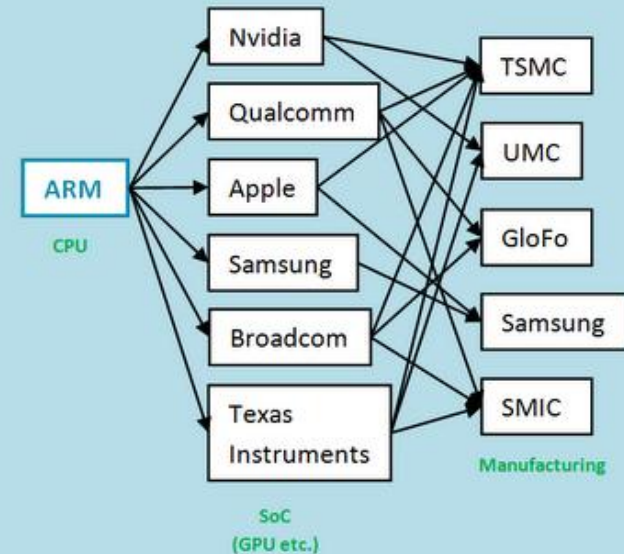 ARM
CPU
Nvidia
Qualcomm
Apple
Samsung
Broadcom
Texas
Instruments
SoC
(GPU etc.)
TSMC
UMC
GloFo
Samsung
SMIC
Manufacturing